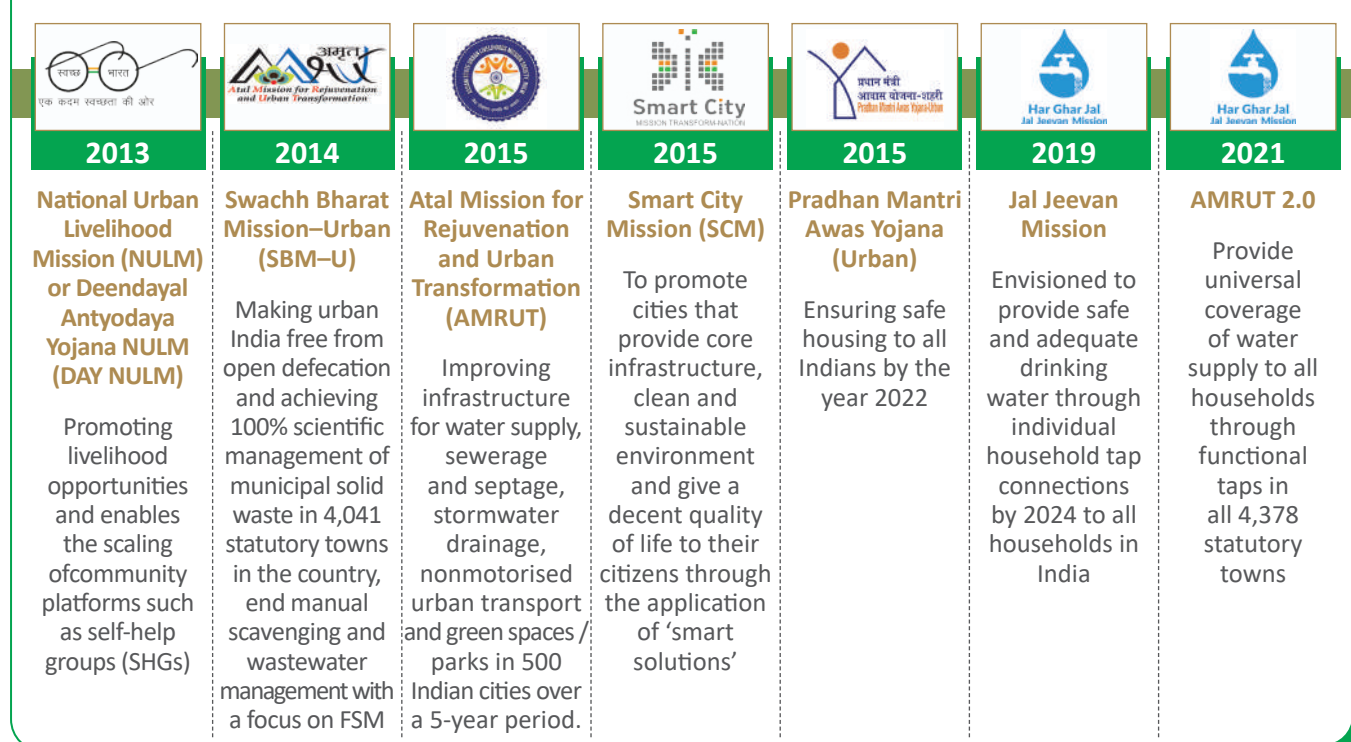 स्वच्छ भारत
एक कदम स्वच्छता की ओर
अमृत
Atal Mission for Rejuvenation
and Urban Transformation
Smart City
MISSION TRANSFORM-NATION
प्रधान मंत्री
आवास योजना-शहरी
Pradhan Mantri Awas Yojana-Urban
Har Ghar Jal
Jal Jeevan Mission
Har Ghar Jal
Jal Jeevan Mission
2013
National Urban
Livelihood
Mission (NULM)
or Deendayal
Antyodaya
Yojana NULM
(DAY NULM)
Promoting
livelihood
opportunities
and enables
the scaling
ofcommunity
platforms such
as self-help
groups (SHGs)
2014
Swachh Bharat
Mission–Urban
(SBM–U)
Making urban
India free from
open defecation
and achieving
100% scientific
management of
municipal solid
waste in 4,041
statutory towns
in the country,
end manual
scavenging and
wastewater
management with
a focus on FSM
2015
Atal Mission for
Rejuvenation
and Urban
Transformation
(AMRUT)
Improving
infrastructure
for water supply,
sewerage
and septage,
stormwater
drainage,
nonmotorised
urban transport
and green spaces /
parks in 500
Indian cities over
a 5-year period.
2015
Smart City
Mission (SCM)
To promote
cities that
provide core
infrastructure,
clean and
sustainable
environment
and give a
decent quality
of life to their
citizens through
the application
of ‘smart
solutions’
2015
Pradhan Mantri
Awas Yojana
(Urban)
Ensuring safe
housing to all
Indians by the
year 2022
2019
Jal Jeevan
Mission
Envisioned to
provide safe
and adequate
drinking
water through
individual
household tap
connections
by 2024 to all
households in
India
2021
AMRUT 2.0
Provide
universal
coverage
of water
supply to all
households
through
functional
taps in
all 4,378
statutory
towns